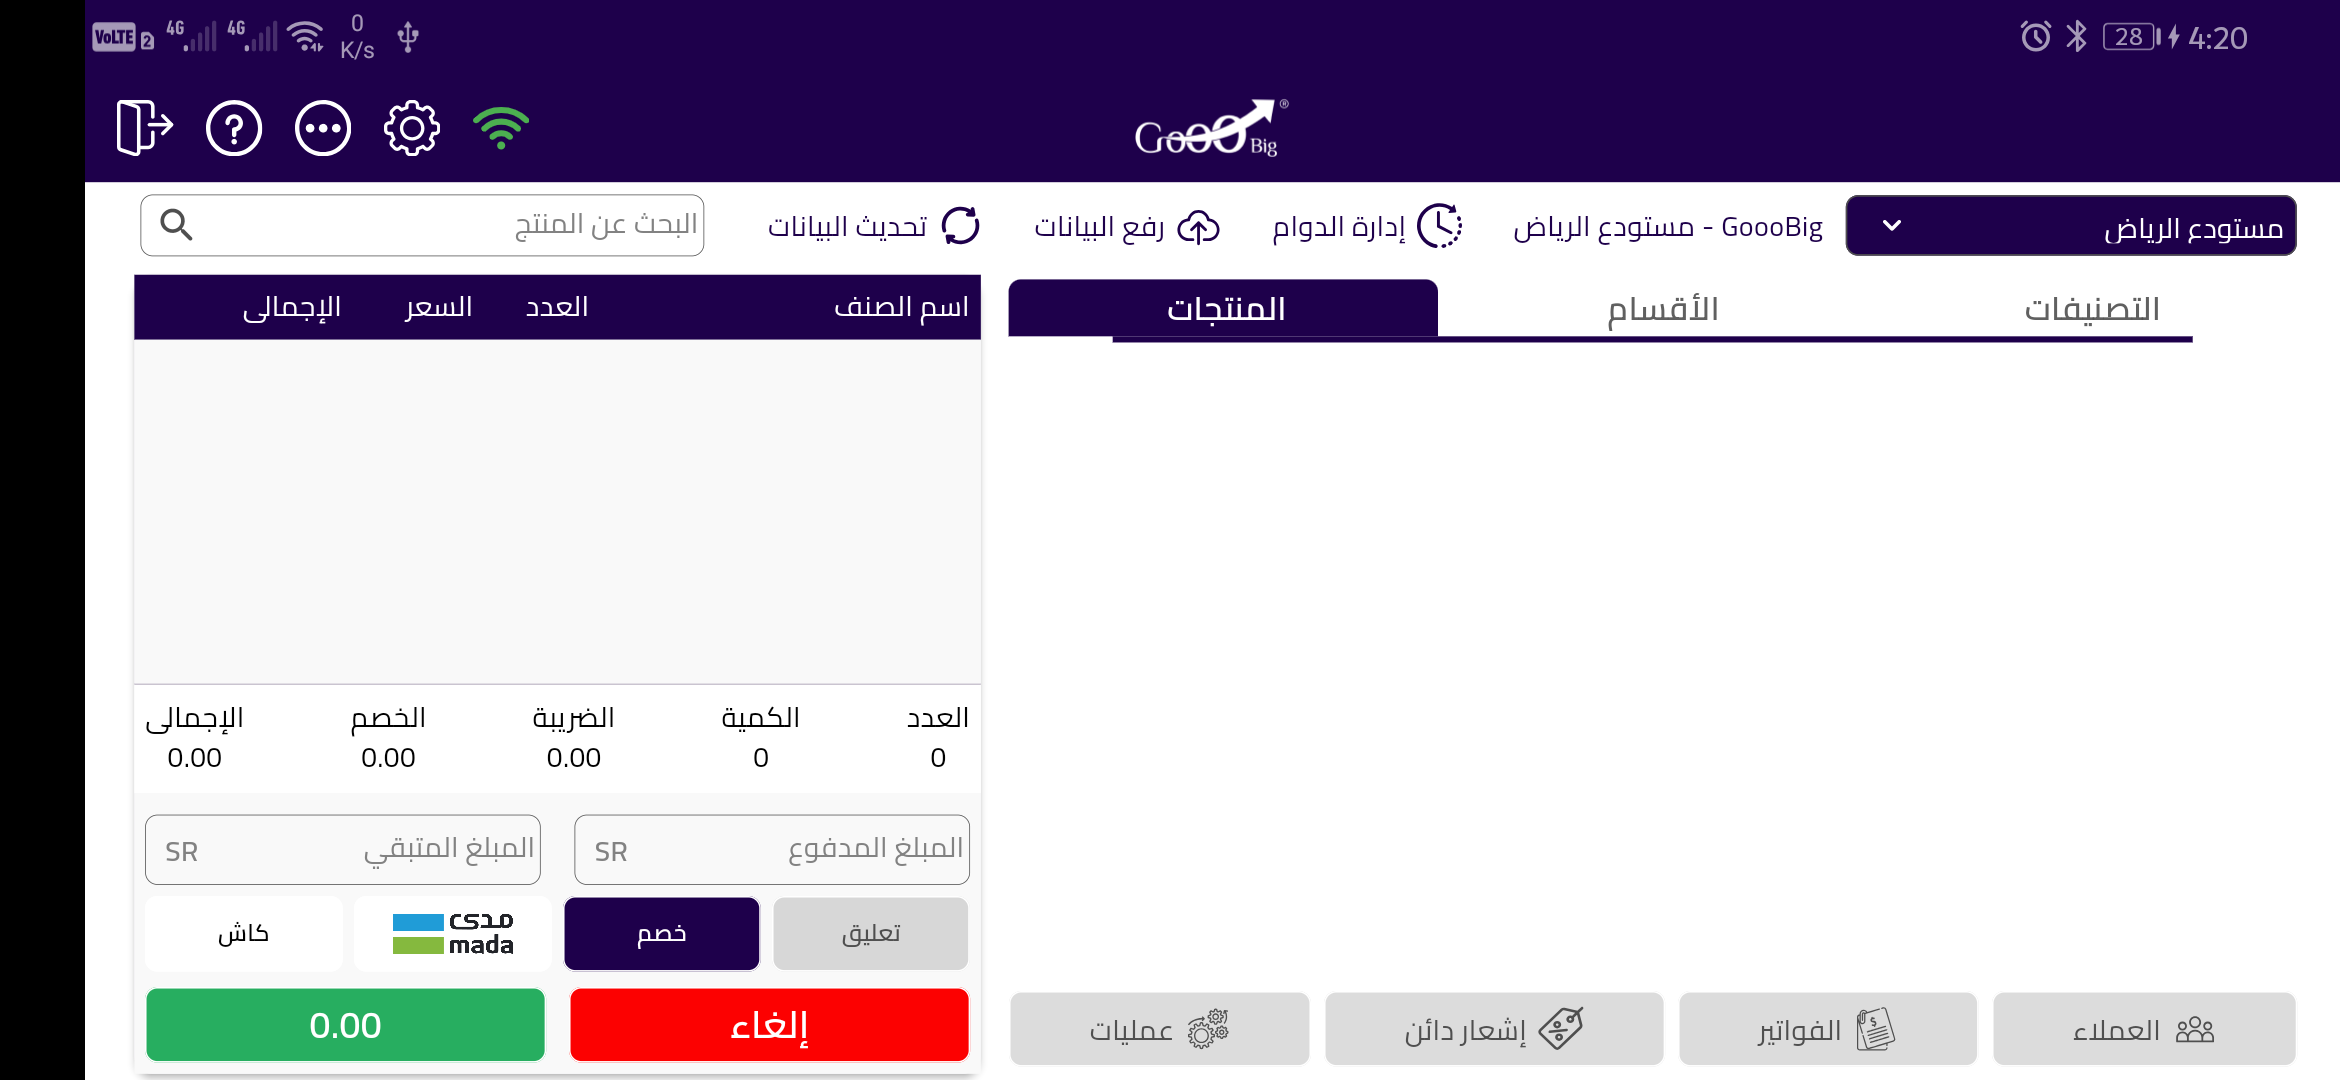 VoLTE 2 4G 4G 0 K/s 28 4:20
GoooBig®
مستودع الرياض
GoooBig - مستودع الرياض
إدارة الدوام
رفع البيانات
تحديث البيانات
البحث عن المنتج
التصنيفات
الأقسام
المنتجات
اسم الصنف العدد السعر الإجمالى
العدد الكمية الضريبة الخصم الإجمالى
0 0 0.00 0.00 0.00
المبلغ المدفوع SR
المبلغ المتبقي SR
تعليق
خصم
مدى
mada
كاش
إلغاء
0.00
العملاء
الفواتير
إشعار دائن
عمليات